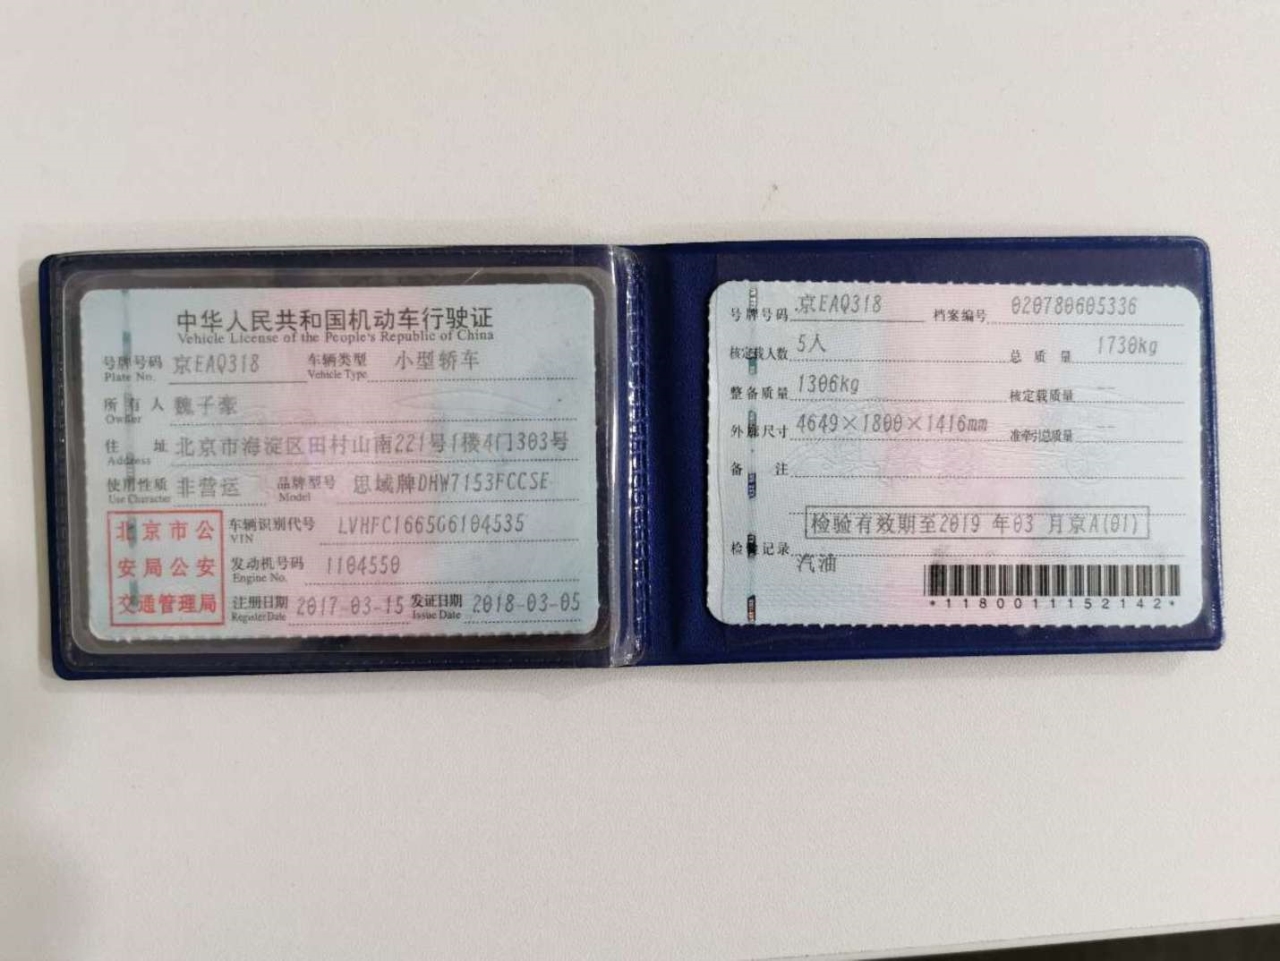 中华人民共和国机动车行驶证
Vehicle License of the People's Republic of China
号牌号码 京EAQ318 车辆类型 小型轿车
Plate No. Vehicle Type
所有人 魏子豪
Owner
住址 北京市海淀区田村山南221号1楼4门303号
Address
使用性质 非营运 品牌型号 思域牌DHW7153FCCSE
Use Character Model
北京市公
安局公安
交通管理局
车辆识别代号 LVHFC1665G6104535
VIN
发动机号码 1104550
Engine No.
注册日期 2017-03-15 发证日期 2018-03-05
Register Date Issue Date
号牌号码 京EAQ318 档案编号 020780605336
核定载人数 5人 总质量 1730kg
整备质量 1306kg 核定载质量 --
外廓尺寸 4649×1800×1416mm 准牵引总质量 --
备注
检验有效期至2019年03月京A(01)
检验记录
汽油
*1180011152142*